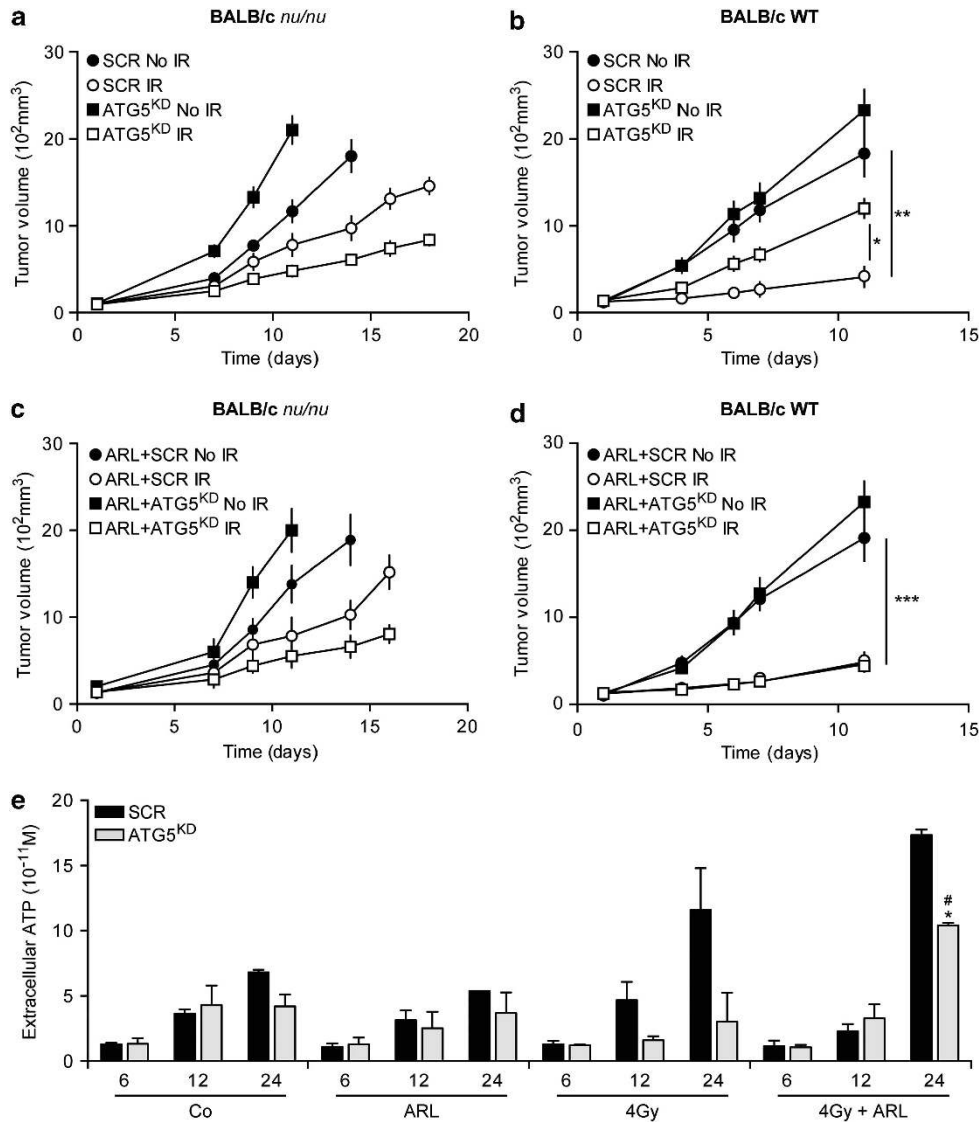 a
BALB/c nu/nu
SCR No IR
SCR IR
ATG5KD No IR
ATG5KD IR
Tumor volume (10²mm³)
30
20
10
0
0 5 10 15 20
Time (days)
b
BALB/c WT
SCR No IR
SCR IR
ATG5KD No IR
ATG5KD IR
Tumor volume (10²mm³)
30
20
10
0
0 5 10 15
Time (days)
*
**
c
BALB/c nu/nu
ARL+SCR No IR
ARL+SCR IR
ARL+ATG5KD No IR
ARL+ATG5KD IR
Tumor volume (10²mm³)
30
20
10
0
0 5 10 15 20
Time (days)
d
BALB/c WT
ARL+SCR No IR
ARL+SCR IR
ARL+ATG5KD No IR
ARL+ATG5KD IR
Tumor volume (10²mm³)
30
20
10
0
0 5 10 15
Time (days)
***
e
SCR
ATG5KD
Extracellular ATP (10⁻¹¹M)
20
15
10
5
0
#
*
6 12 24 6 12 24 6 12 24 6 12 24
Co ARL 4Gy 4Gy + ARL